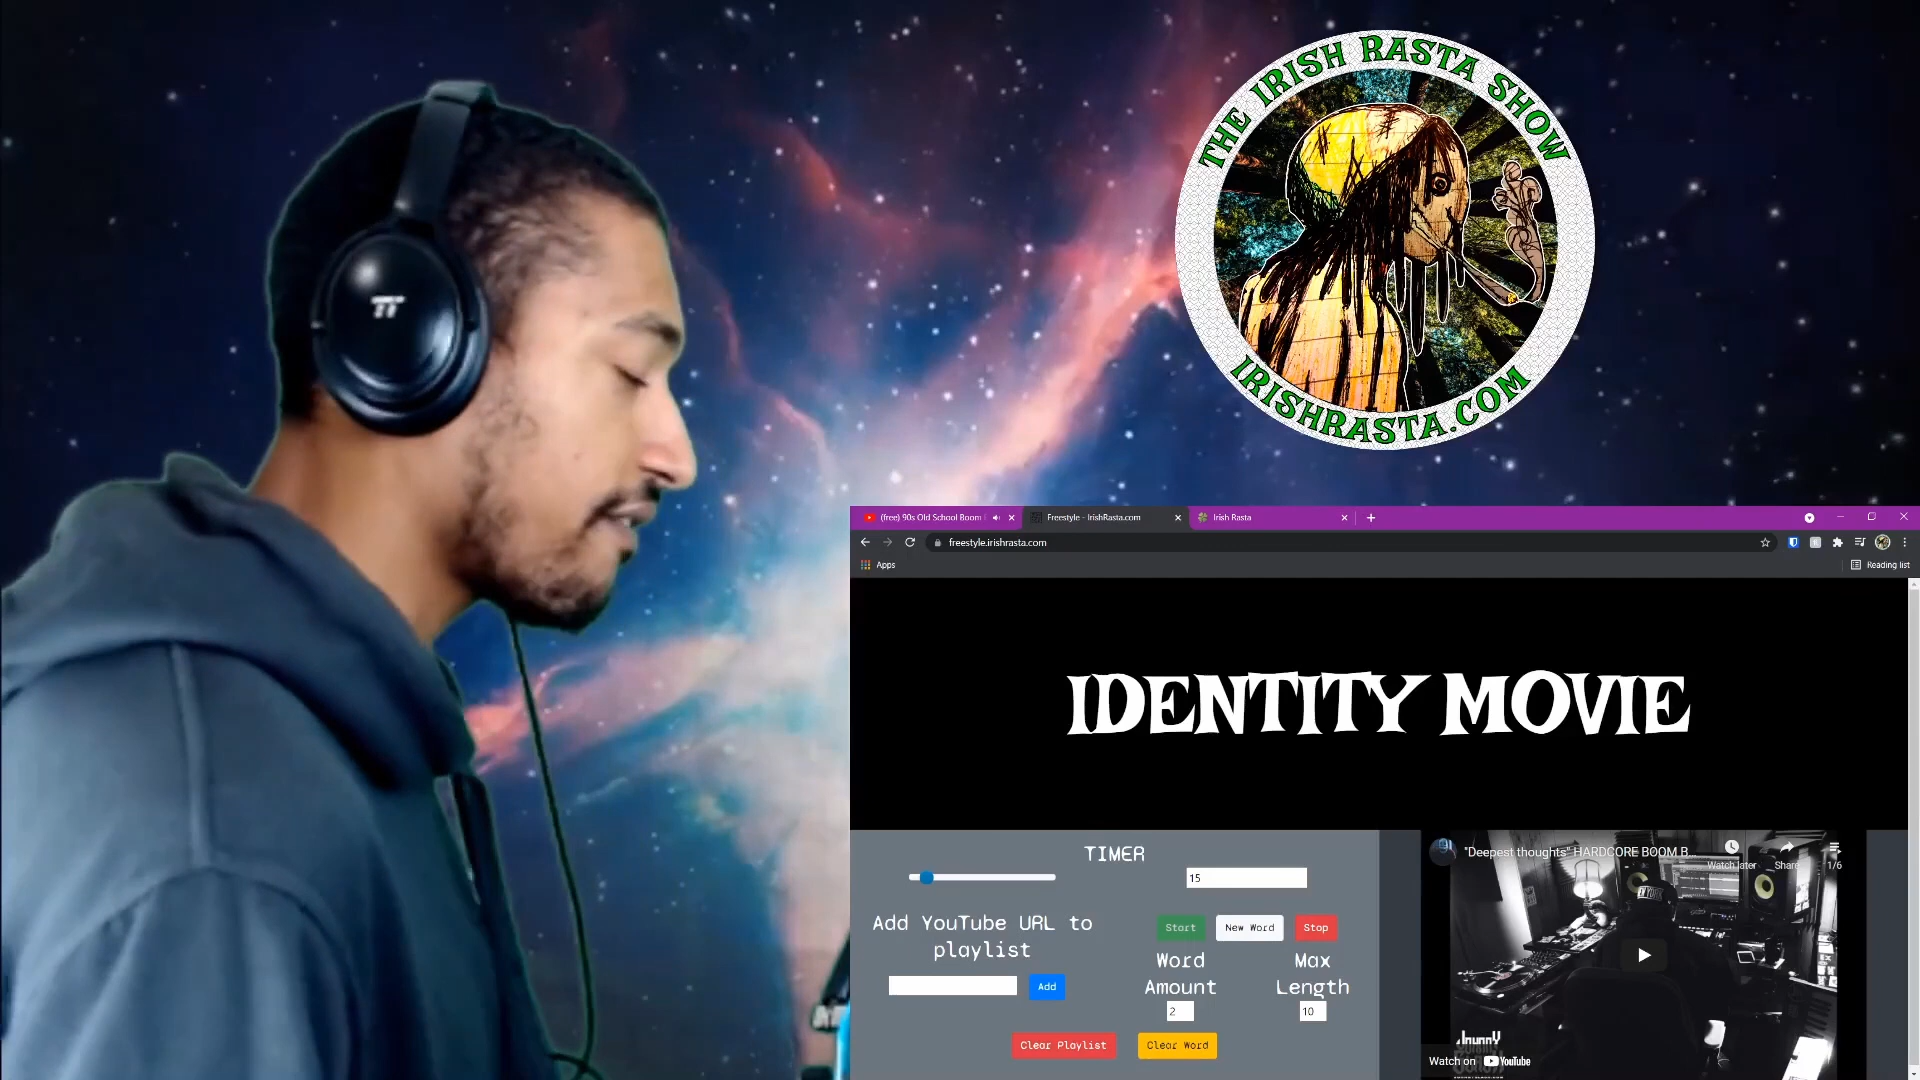 THE IRISH RASTA SHOW
IRISHRASTA.COM
(free) 90s Old School Boom
Freestyle - IrishRasta.com
Irish Rasta
freestyle.irishrasta.com
Apps
Reading list
IDENTITY MOVIE
TIMER
15
Add YouTube URL to
playlist
Add
Start
New Word
Stop
Word
Amount
Max
Length
2
10
Clear Playlist
Clear Word
"Deepest thoughts" HARDCORE BOOM B
Watch later
Share
1/6
Watch on YouTube